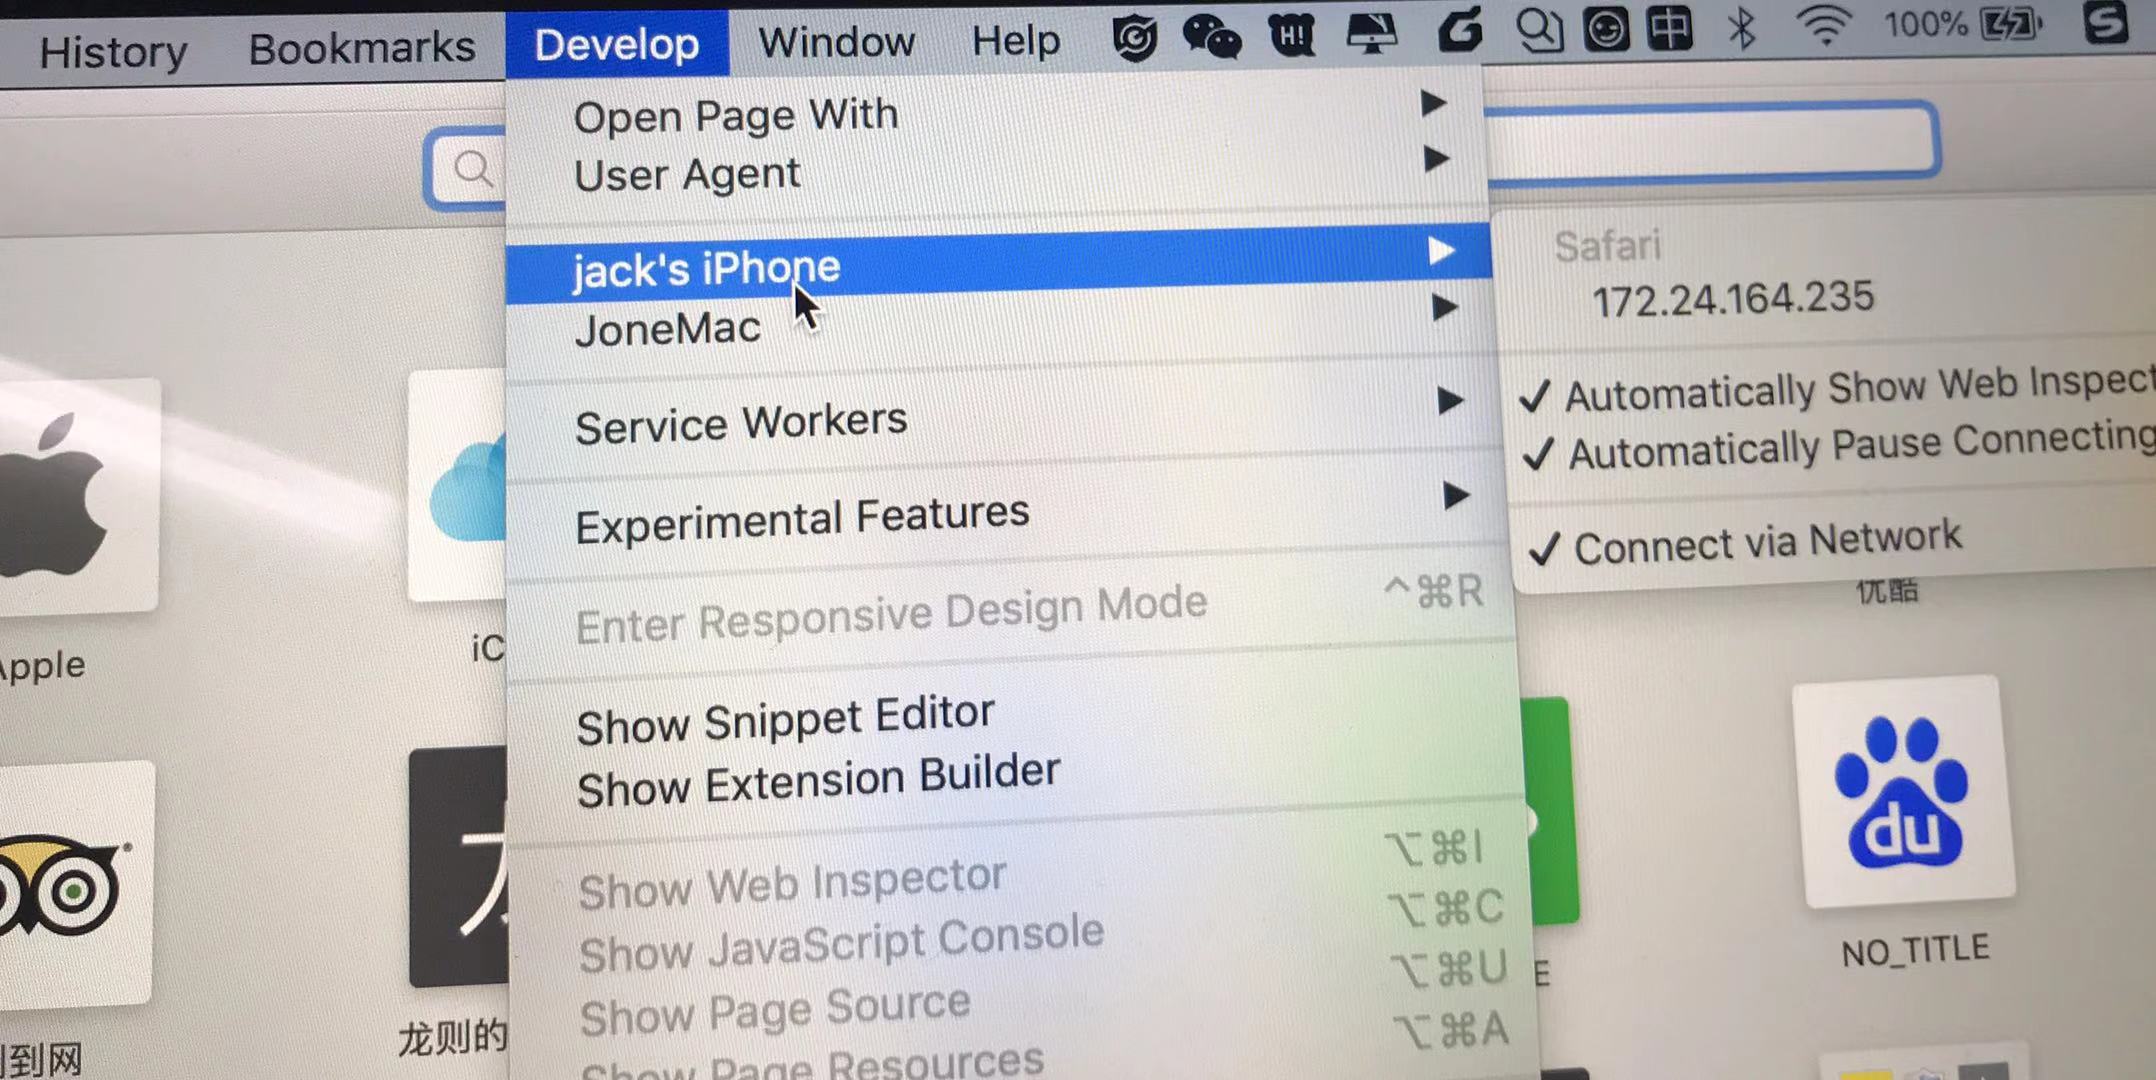 History Bookmarks Develop Window Help 中 100% S
Open Page With
User Agent
jack's iPhone
JoneMac
Service Workers
Experimental Features
Enter Responsive Design Mode ^⌘R
Show Snippet Editor
Show Extension Builder
Show Web Inspector ⌥⌘I
Show JavaScript Console ⌥⌘C
Show Page Source ⌥⌘U
Show Page Resources ⌥⌘A
Safari
172.24.164.235
✓ Automatically Show Web Inspect
✓ Automatically Pause Connecting
✓ Connect via Network
优酷
Apple
iC
du
NO_TITLE
到网
龙则的
E